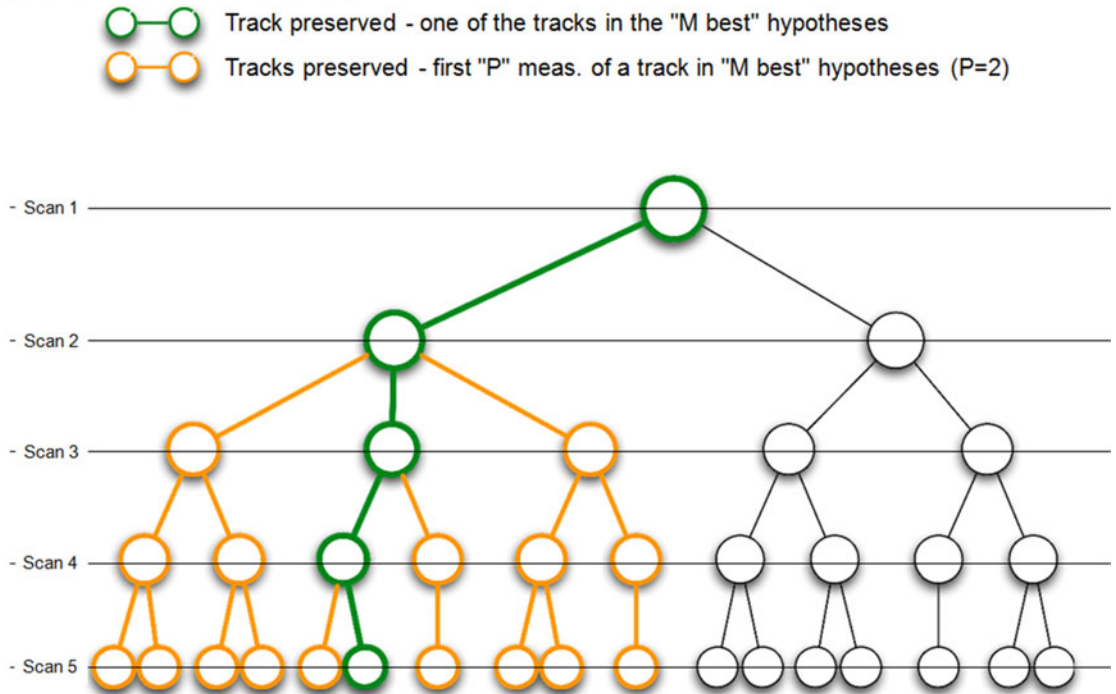 Track preserved - one of the tracks in the "M best" hypotheses
Tracks preserved - first "P" meas. of a track in "M best" hypotheses (P=2)
- Scan 1
- Scan 2
- Scan 3
- Scan 4
- Scan 5